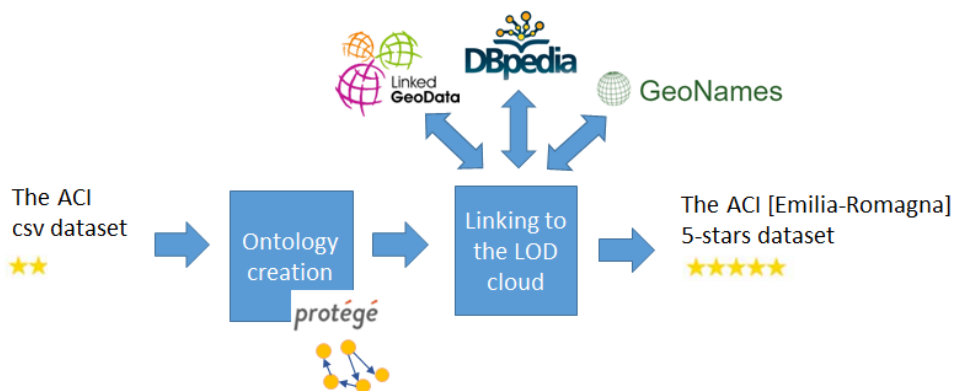 Linked
GeoData
DBpedia
GeoNames
The ACI
csv dataset
Ontology
creation
protégé
Linking to
the LOD
cloud
The ACI [Emilia-Romagna]
5-stars dataset